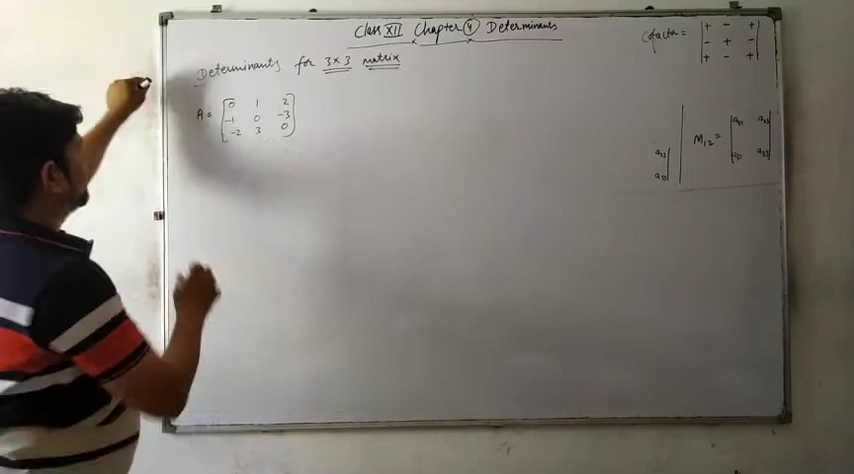 Class XII Chapter 4 Determinants
Cofactor = | + - + |
| - + - |
| + - + |
Determinants for 3×3 matrix
A = [ 0 1 2
-1 0 -3
-2 3 0 ]
M12 =